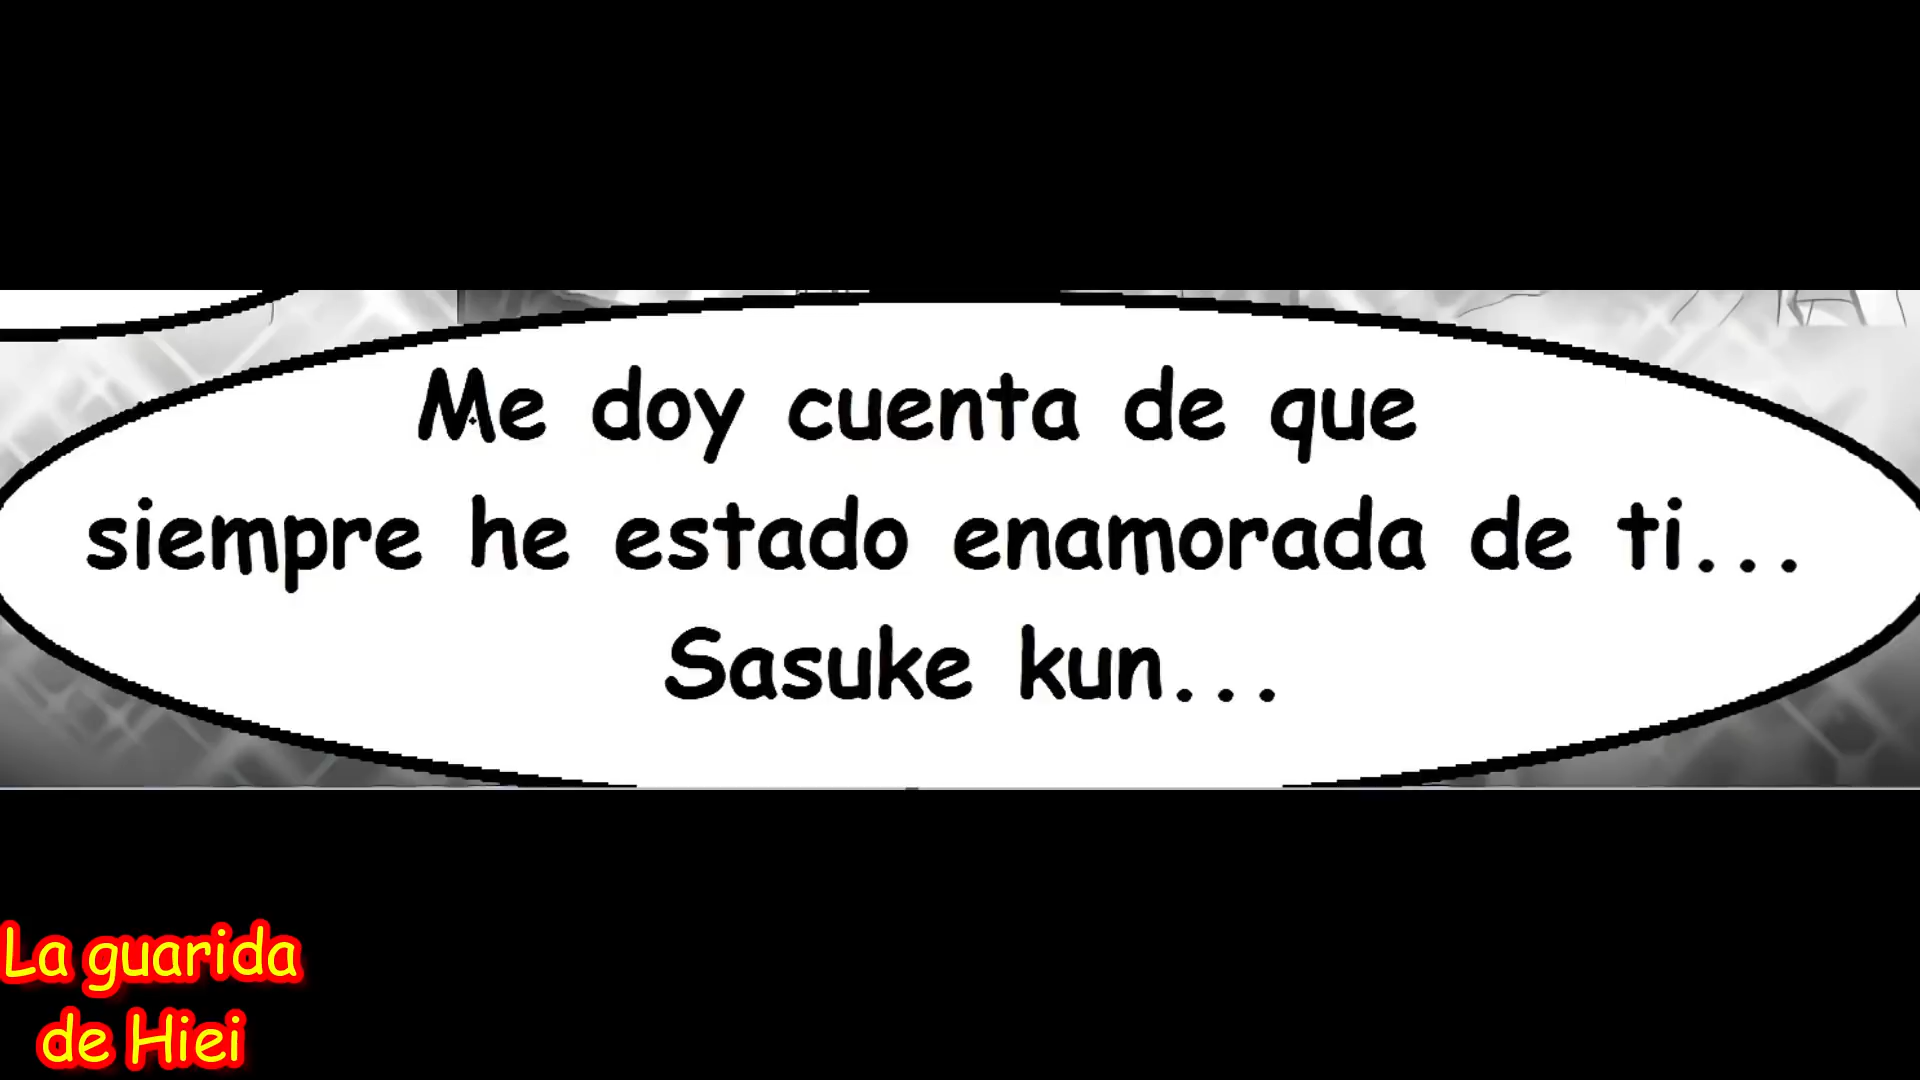 Me doy cuenta de que
siempre he estado enamorada de ti...
Sasuke kun...
La guarida
de Hiei